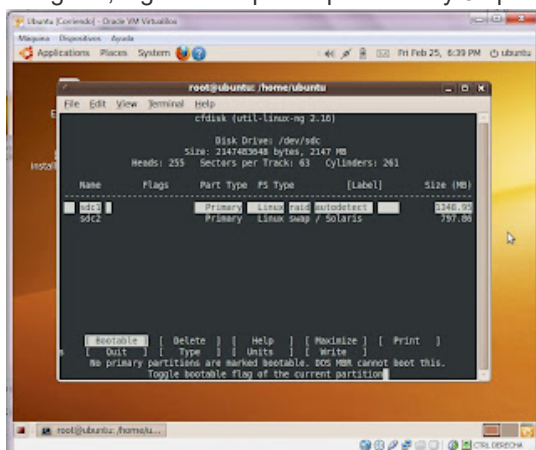 Ubuntu [Corriendo] - Oracle VM VirtualBox
Máquina Dispositivos Ayuda
Applications Places System Fri Feb 25, 6:39 PM ubuntu
root@ubuntu: /home/ubuntu
File Edit View Terminal Help
cfdisk (util-linux-ng 2.16)
Disk Drive: /dev/sdc
Size: 2147483648 bytes, 2147 MB
Heads: 255 Sectors per Track: 63 Cylinders: 261
Install
Name Flags Part Type FS Type [Label] Size (MB)
sdc1 Primary Linux raid autodetect 1348.95
sdc2 Primary Linux swap / Solaris 797.86
[ Bootable ] [ Delete ] [ Help ] [ Maximize ] [ Print ]
[ Quit ] [ Type ] [ Units ] [ Write ]
No primary partitions are marked bootable. DOS MBR cannot boot this.
Toggle bootable flag of the current partition
root@ubuntu: /home/u...
CTRL DERECHA